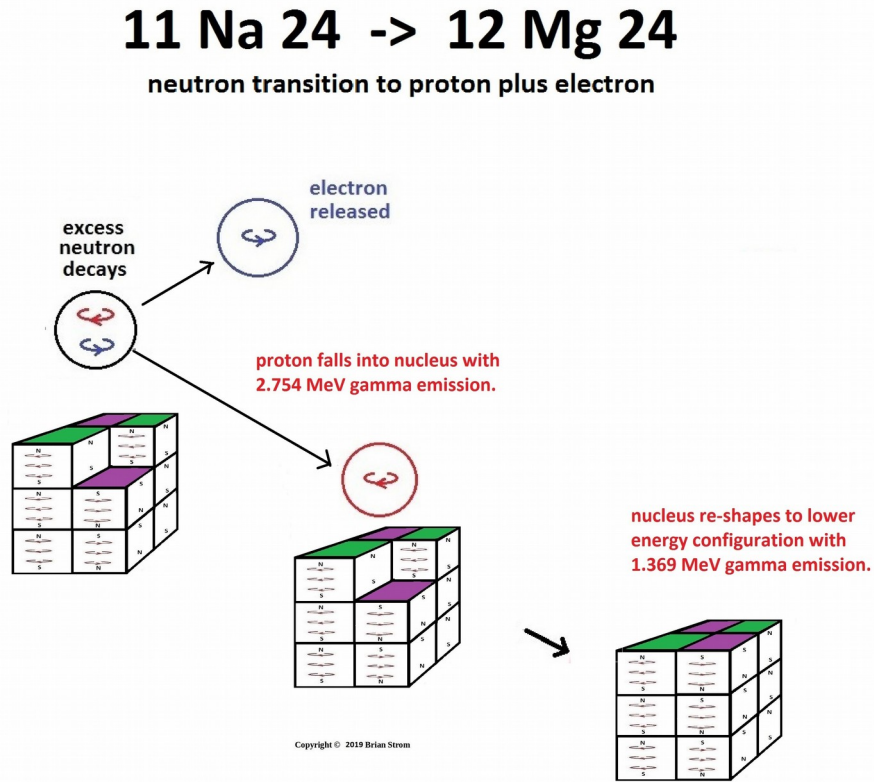 11 Na 24 -> 12 Mg 24
neutron transition to proton plus electron
electron
released
excess
neutron
decays
proton falls into nucleus with
2.754 MeV gamma emission.
nucleus re-shapes to lower
energy configuration with
1.369 MeV gamma emission.
Copyright © 2019 Brian Strom